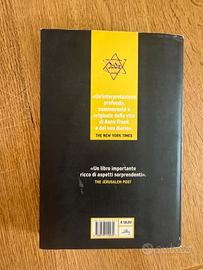 «Un'interpretazione
profonda,
commovente e
originale della vita
di Anne Frank
e del suo diario».
THE NEW YORK TIMES
«Un libro importante
ricco di aspetti sorprendenti».
THE JERUSALEM POST
Subito